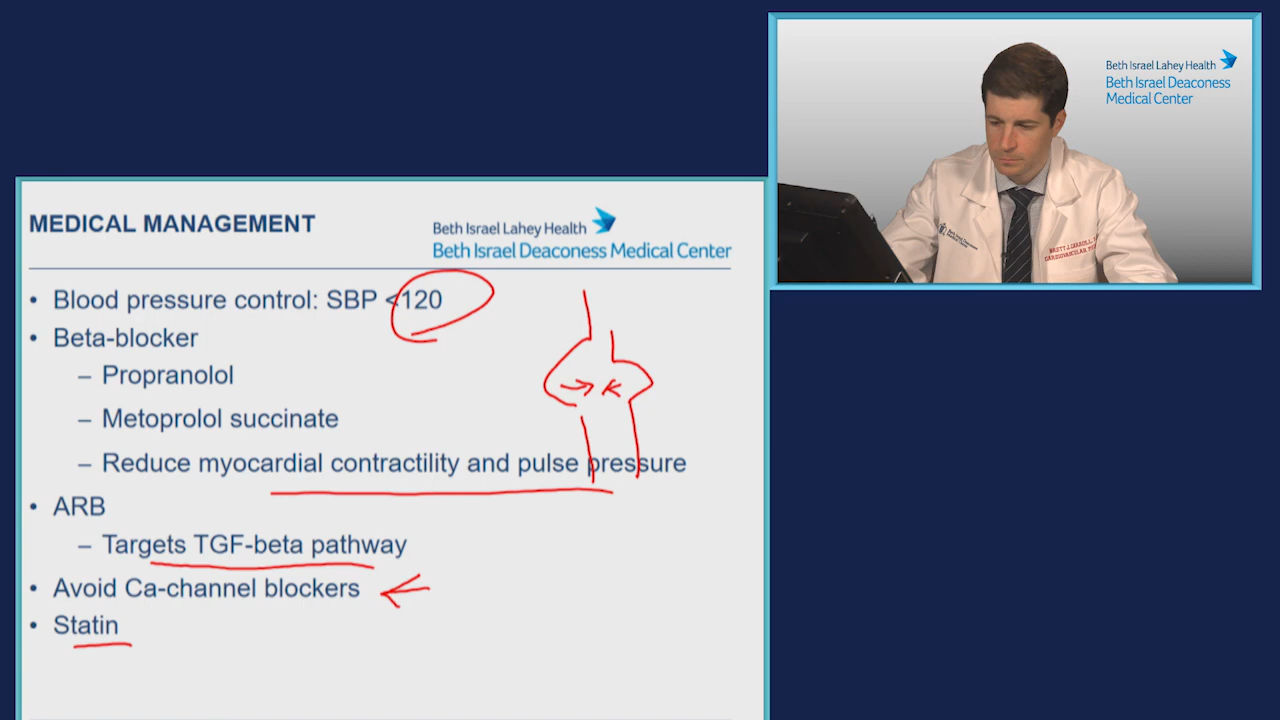 Beth Israel Lahey Health
Beth Israel Deaconess
Medical Center
MEDICAL MANAGEMENT
Beth Israel Lahey Health
Beth Israel Deaconess Medical Center
• Blood pressure control: SBP <120
• Beta-blocker
– Propranolol
– Metoprolol succinate
– Reduce myocardial contractility and pulse pressure
• ARB
– Targets TGF-beta pathway
• Avoid Ca-channel blockers
• Statin